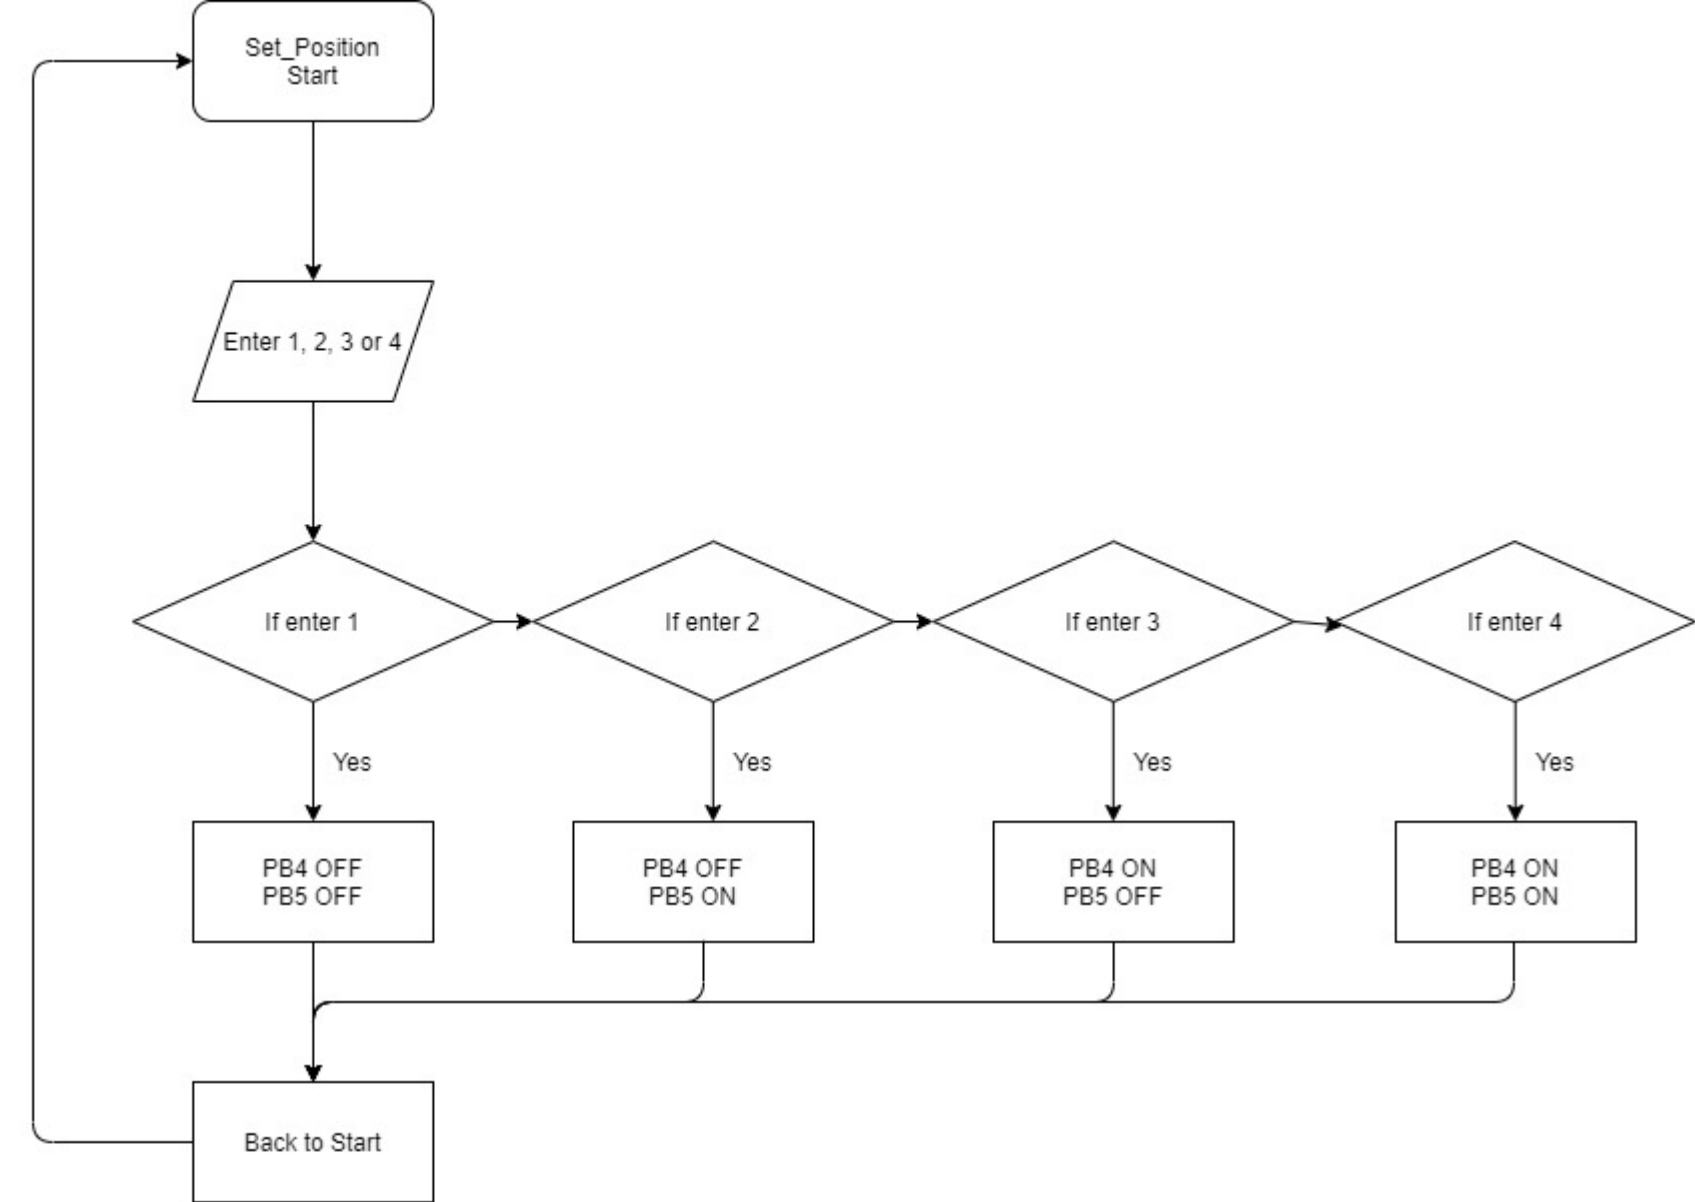 Set_Position
Start
Enter 1, 2, 3 or 4
If enter 1
If enter 2
If enter 3
If enter 4
Yes
Yes
Yes
Yes
PB4 OFF
PB5 OFF
PB4 OFF
PB5 ON
PB4 ON
PB5 OFF
PB4 ON
PB5 ON
Back to Start